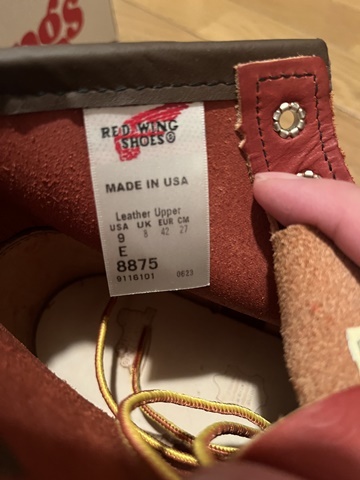 RED WING
SHOES®
MADE IN USA
Leather Upper
USA UK EUR CM
9 8 42 27
E
8875
9116101 0623